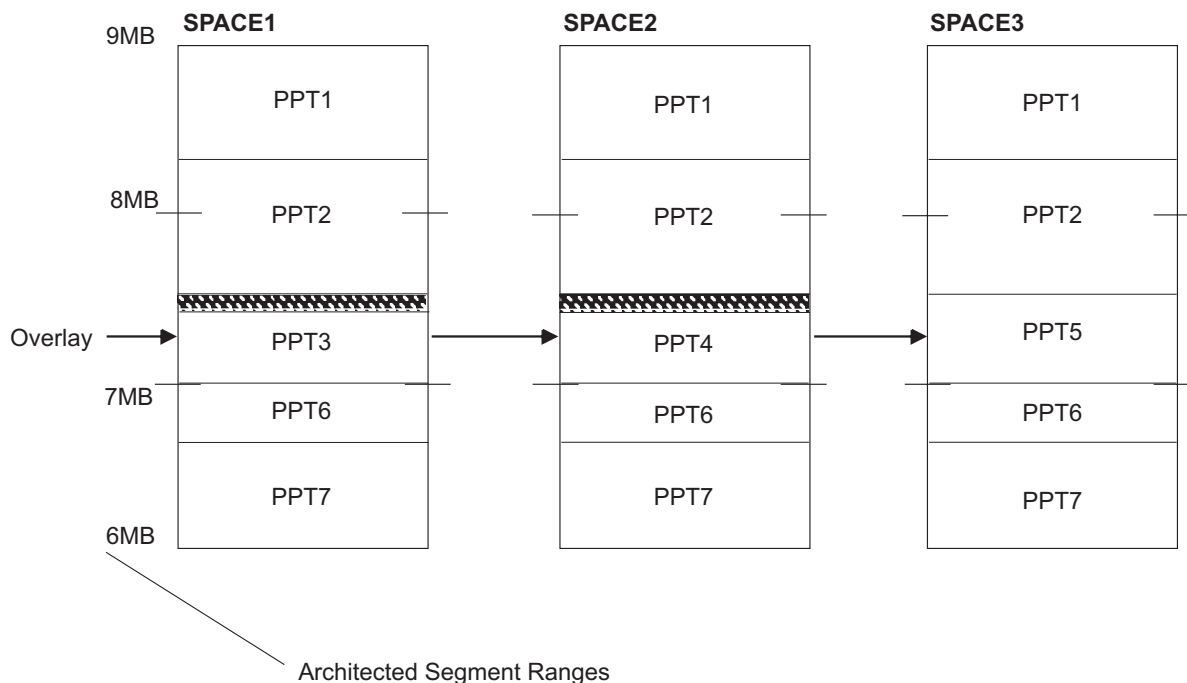 SPACE1 SPACE2 SPACE3
9MB
PPT1 PPT1 PPT1
8MB
PPT2 PPT2 PPT2
Overlay
PPT3 PPT4 PPT5
7MB
PPT6 PPT6 PPT6
PPT7 PPT7 PPT7
6MB
Architected Segment Ranges